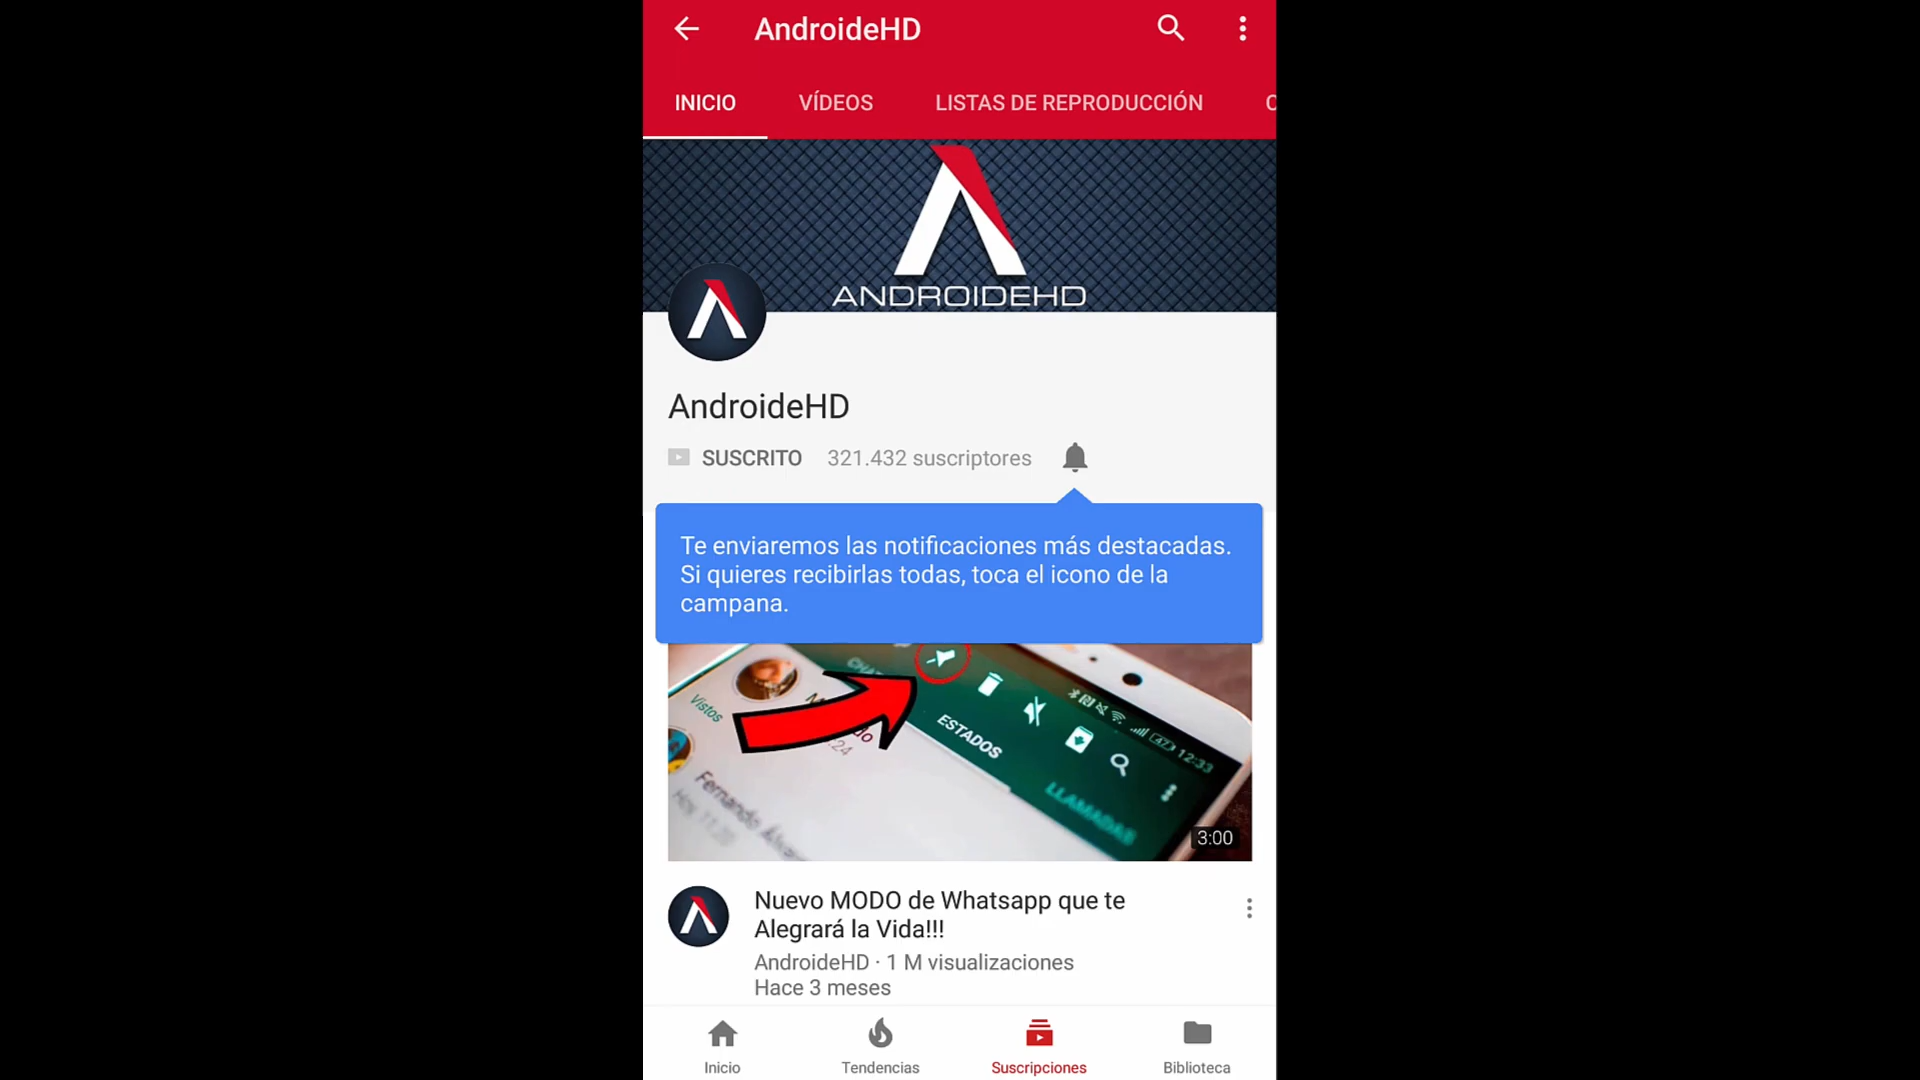 AndroideHD
INICIO
VÍDEOS
LISTAS DE REPRODUCCIÓN
ANDROIDEHD
AndroideHD
SUSCRITO
321.432 suscriptores
Te enviaremos las notificaciones más destacadas.
Si quieres recibirlas todas, toca el icono de la
campana.
Vistos
ESTADOS
LLAMADAS
47
12:33
Fernando
3:00
Nuevo MODO de Whatsapp que te
Alegrará la Vida!!!
AndroideHD · 1 M visualizaciones
Hace 3 meses
Inicio
Tendencias
Suscripciones
Biblioteca